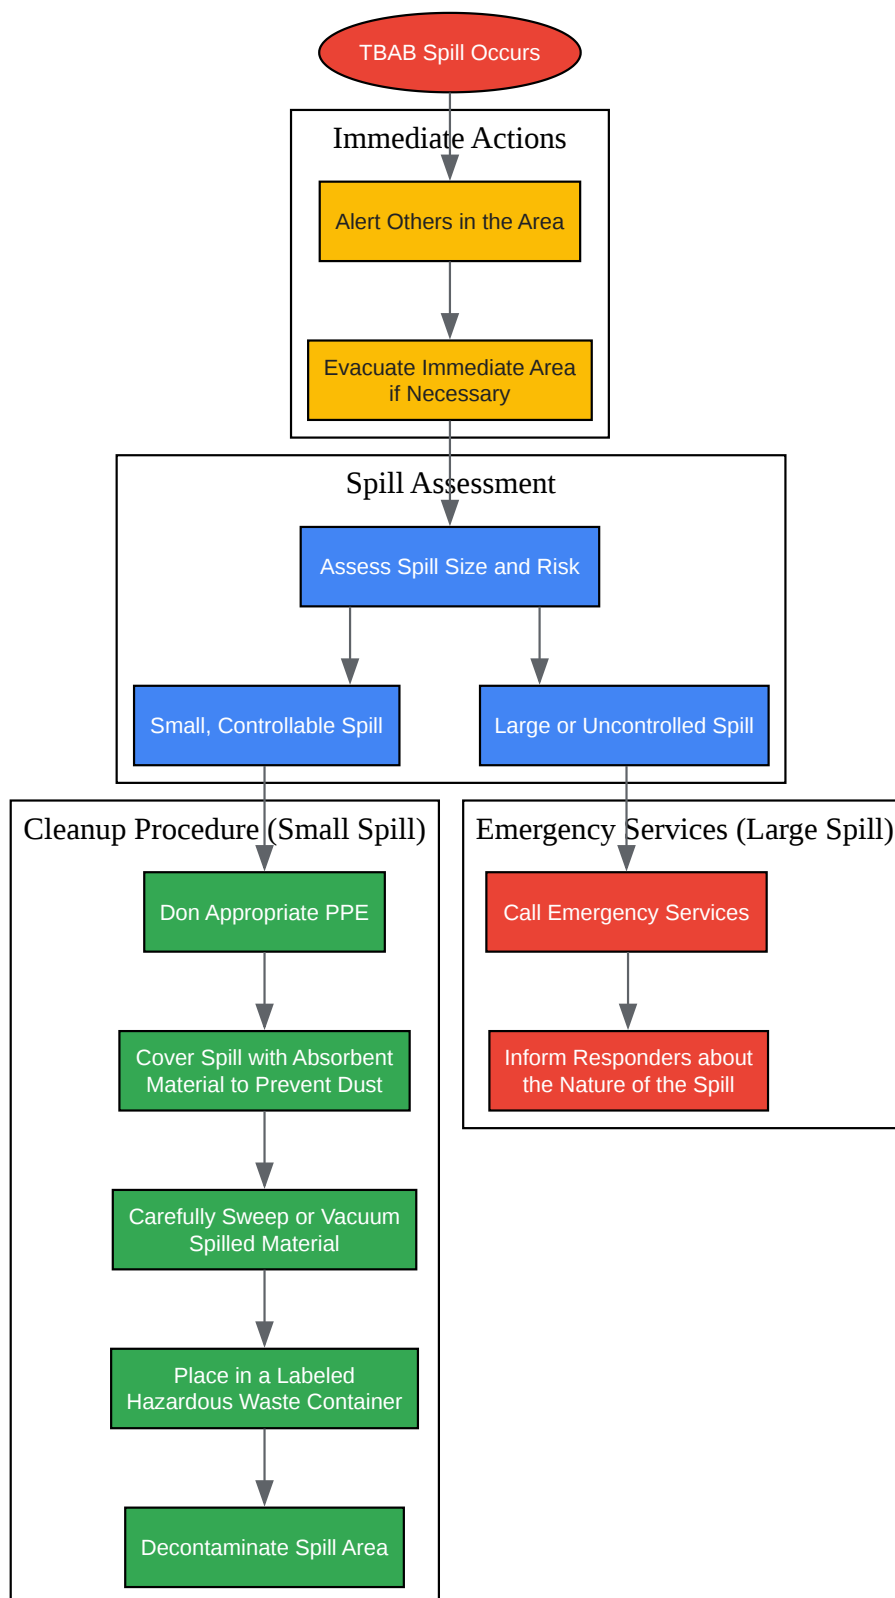 TBAB Spill Occurs
Immediate Actions
Alert Others in the Area
Evacuate Immediate Area
if Necessary
Spill Assessment
Assess Spill Size and Risk
Small, Controllable Spill
Large or Uncontrolled Spill
Cleanup Procedure (Small Spill)
Don Appropriate PPE
Cover Spill with Absorbent
Material to Prevent Dust
Carefully Sweep or Vacuum
Spilled Material
Place in a Labeled
Hazardous Waste Container
Decontaminate Spill Area
Emergency Services (Large Spill)
Call Emergency Services
Inform Responders about
the Nature of the Spill